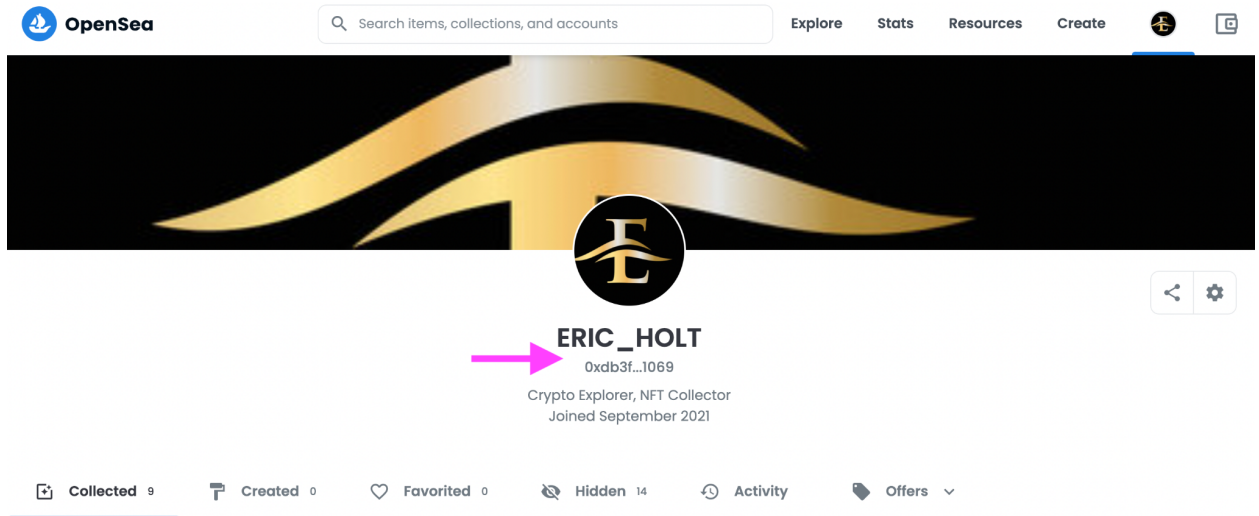 OpenSea
Search items, collections, and accounts
Explore Stats Resources Create
E
ERIC_HOLT
0xdb3f...1069
Crypto Explorer, NFT Collector
Joined September 2021
Collected 9 Created 0 Favorited 0 Hidden 14 Activity Offers